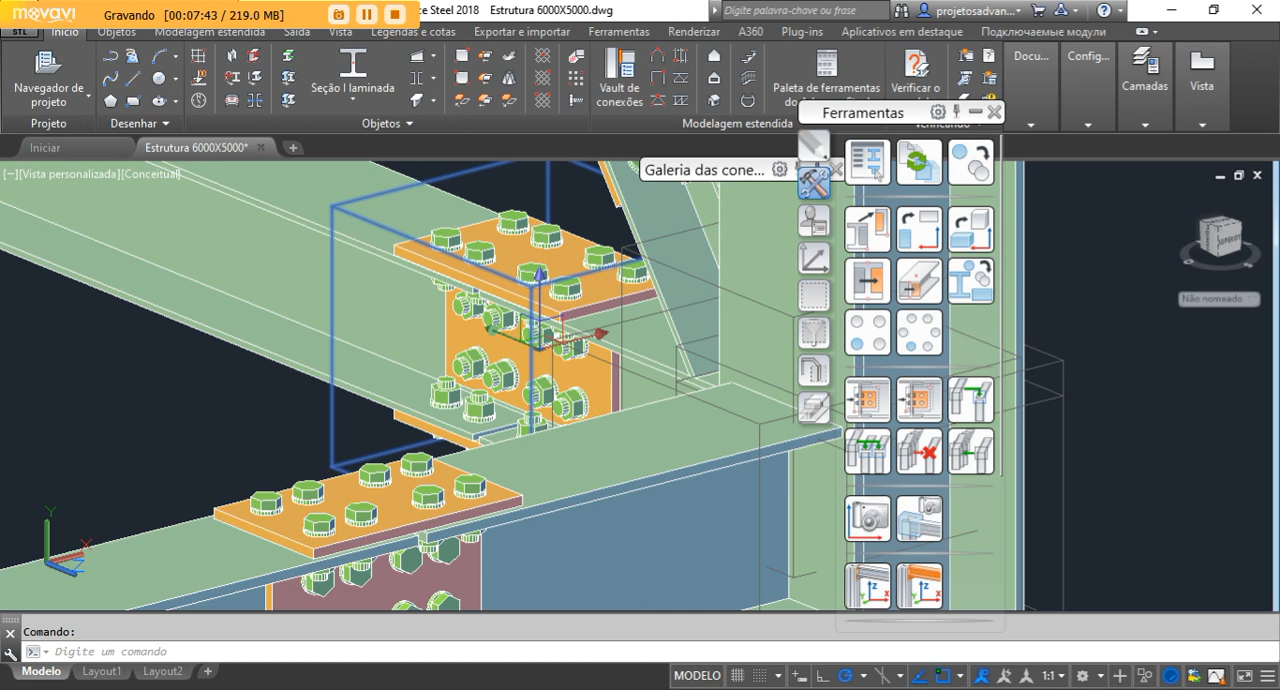 movavi
Gravando [00:07:43 / 219.0 MB]
ce Steel 2018 Estrutura 6000X5000.dwg
Digite palavra-chave ou frase
projetosadvan...
STL
Início Objetos Modelagem estendida Saída Vista Legendas e cotas Exportar e importar Ferramentas Renderizar A360 Plug-ins Aplicativos em destaque Подключаемые модули
Navegador de projeto
Seção I laminada
Vault de conexões
Paleta de ferramentas
Verificar o
Docu...
Config...
Camadas
Vista
Projeto
Desenhar
Objetos
Modelagem estendida
Ferramentas
Iniciar
Estrutura 6000X5000*
[−][Vista personalizada][Conceitual]
Galeria das cone...
Não nomeado
Y
X
Z
Comando:
Digite um comando
Modelo Layout1 Layout2 +
MODELO
1:1